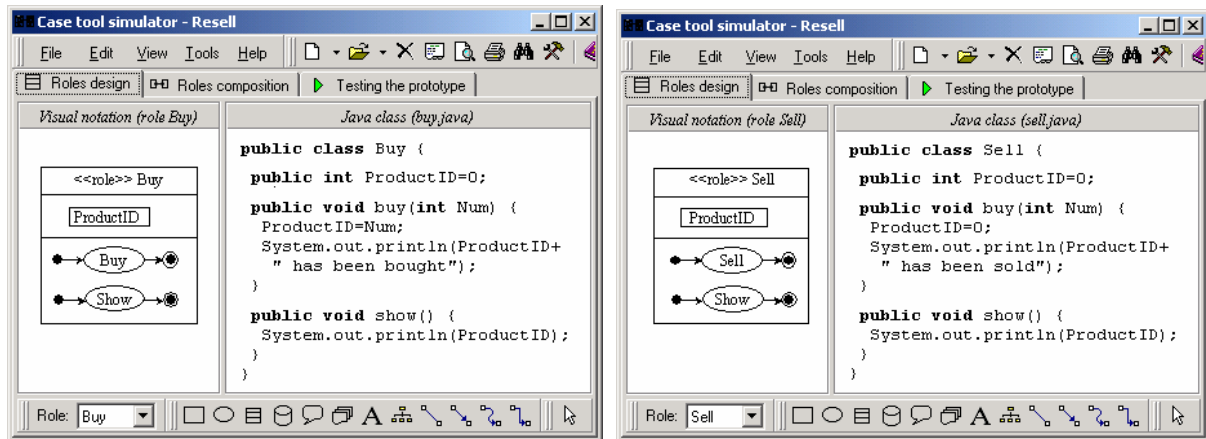 Case tool simulator - Resell
File Edit View Tools Help
Roles design Roles composition Testing the prototype
Visual notation (role Buy)
<<role>> Buy
ProductID
Buy
Show
Java class (buy.java)
public class Buy {
public int ProductID=0;
public void buy(int Num) {
ProductID=Num;
System.out.println(ProductID+
" has been bought");
}
public void show() {
System.out.println(ProductID);
}
}
Role: Buy
A
Case tool simulator - Resell
File Edit View Tools Help
Roles design Roles composition Testing the prototype
Visual notation (role Sell)
<<role>> Sell
ProductID
Sell
Show
Java class (sell.java)
public class Sell {
public int ProductID=0;
public void buy(int Num) {
ProductID=0;
System.out.println(ProductID+
" has been sold");
}
public void show() {
System.out.println(ProductID);
}
}
Role: Sell
A